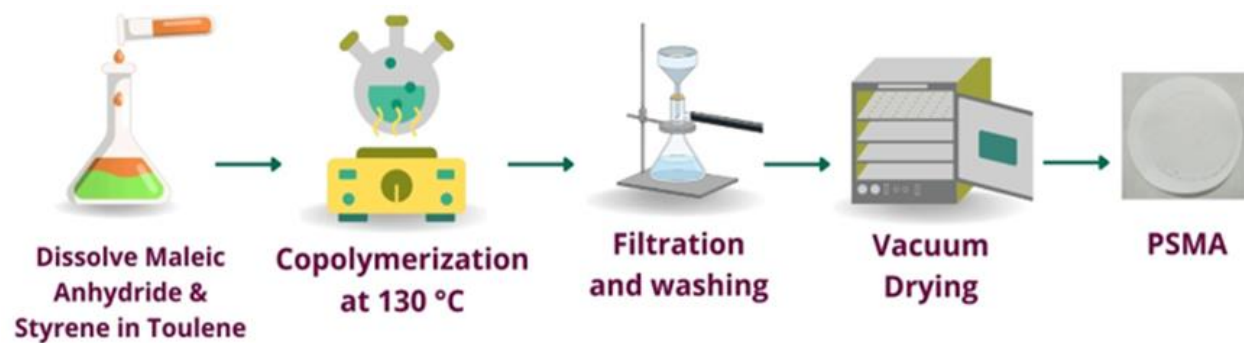 Dissolve Maleic
Anhydride &
Styrene in Toulene
Copolymerization
at 130 °C
Filtration
and washing
Vacuum
Drying
PSMA